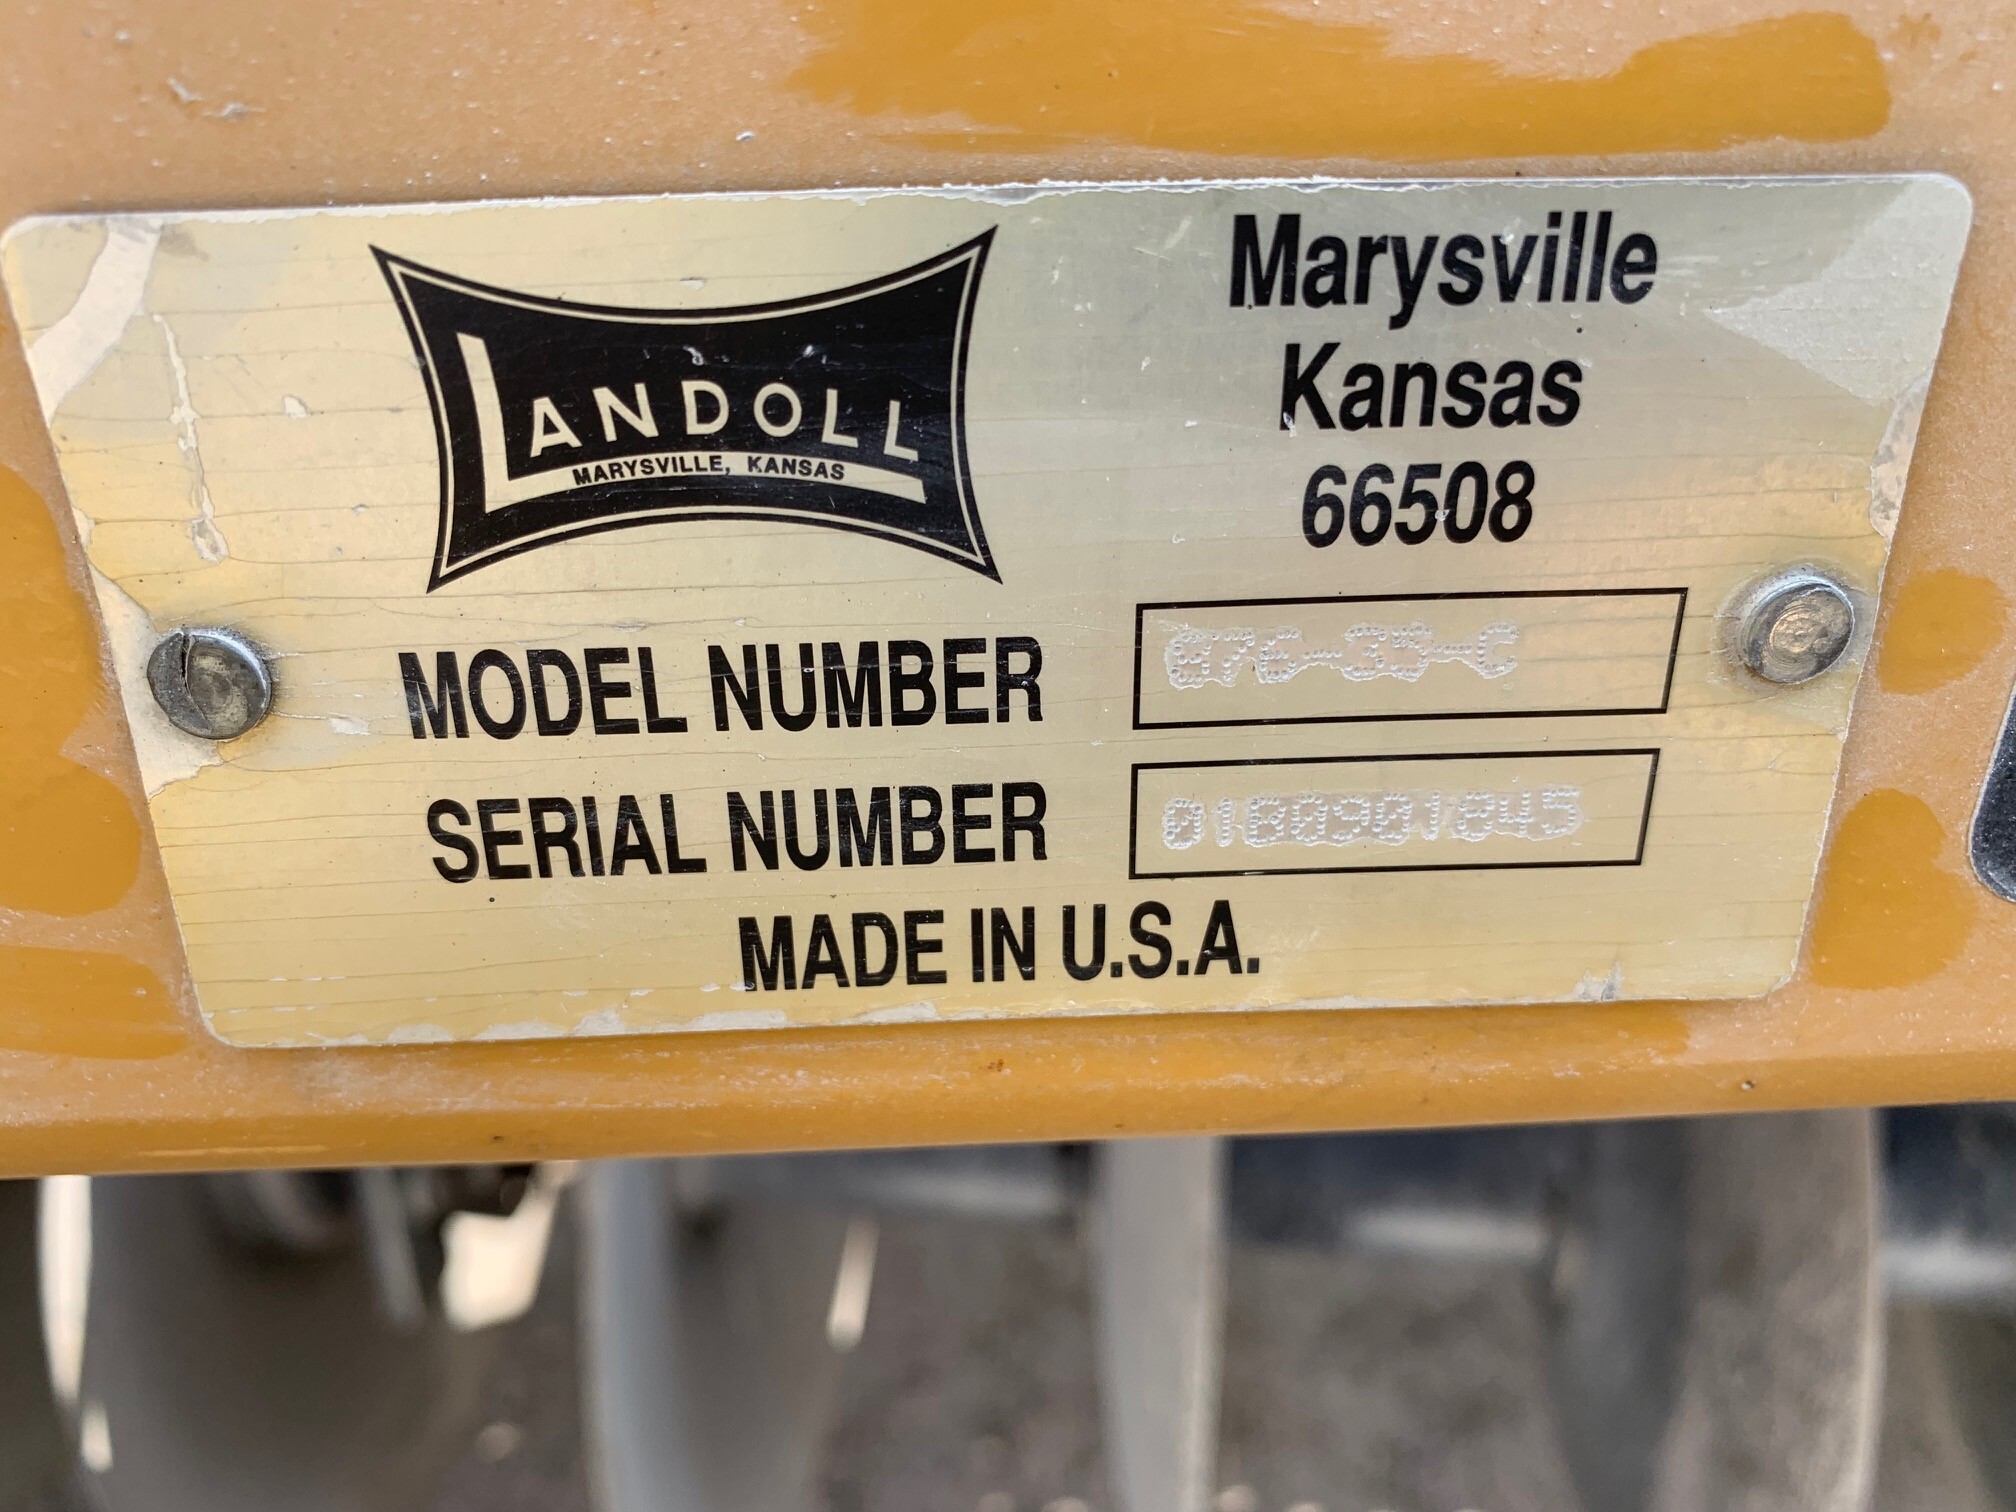 LANDOLL
MARYSVILLE, KANSAS
Marysville
Kansas
66508
MODEL NUMBER
SERIAL NUMBER
MADE IN U.S.A.